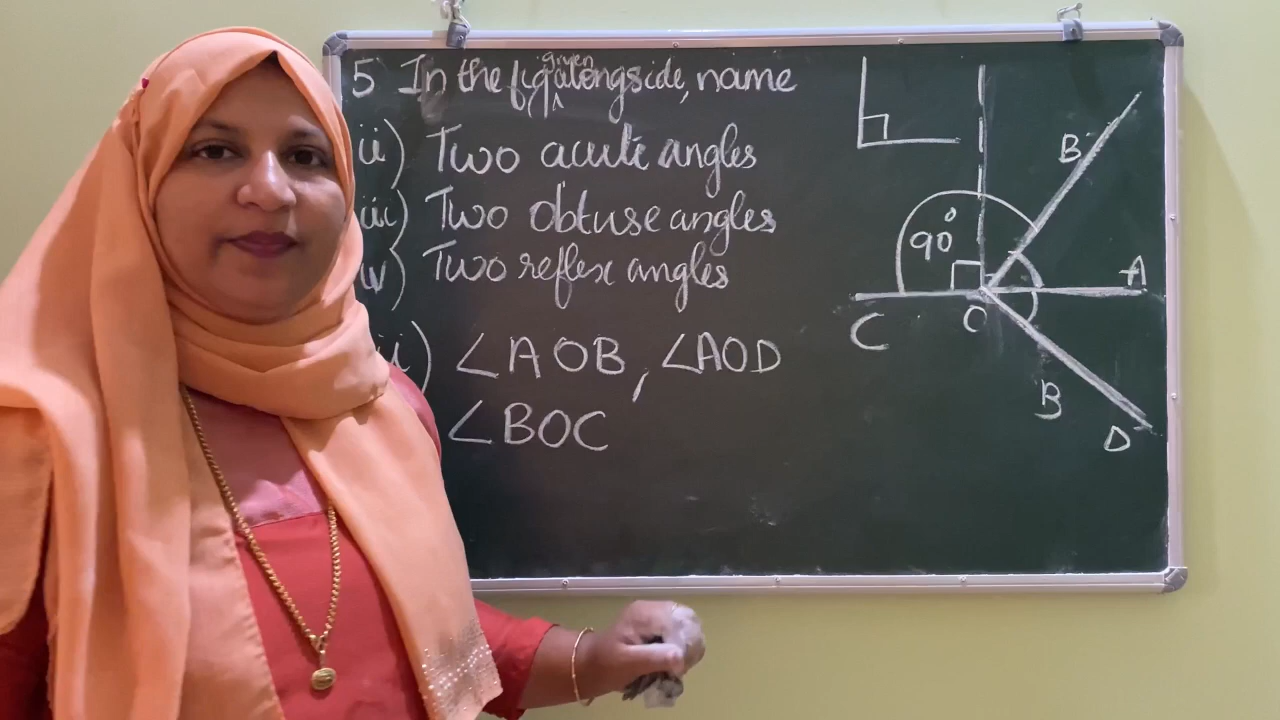 5 In the fig given alongside, name
ii) Two acute angles
iii) Two obtuse angles
iv) Two reflex angles
ii) ∠AOB, ∠AOD
∠BOC
B
90°
A
C
O
B
D